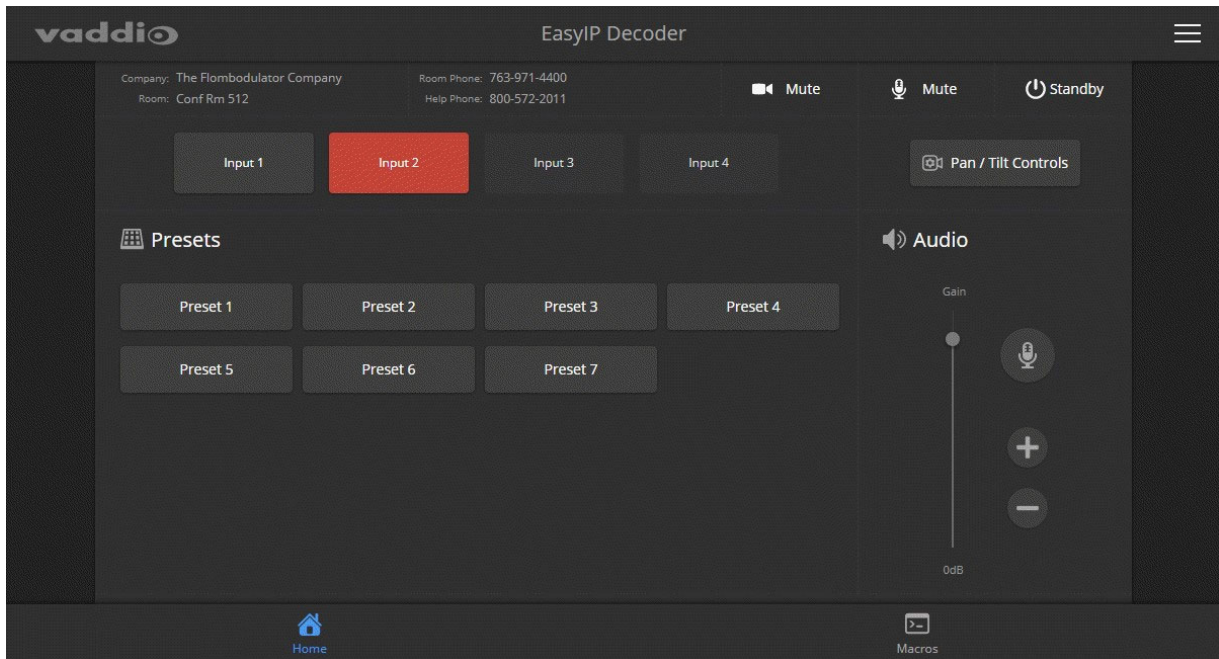 vaddio
EasyIP Decoder
Company: The Flombodulator Company
Room: Conf Rm 512
Room Phone: 763-971-4400
Help Phone: 800-572-2011
Mute
Mute
Standby
Input 1
Input 2
Input 3
Input 4
Pan / Tilt Controls
Presets
Preset 1
Preset 2
Preset 3
Preset 4
Preset 5
Preset 6
Preset 7
Audio
Gain
0dB
Home
Macros